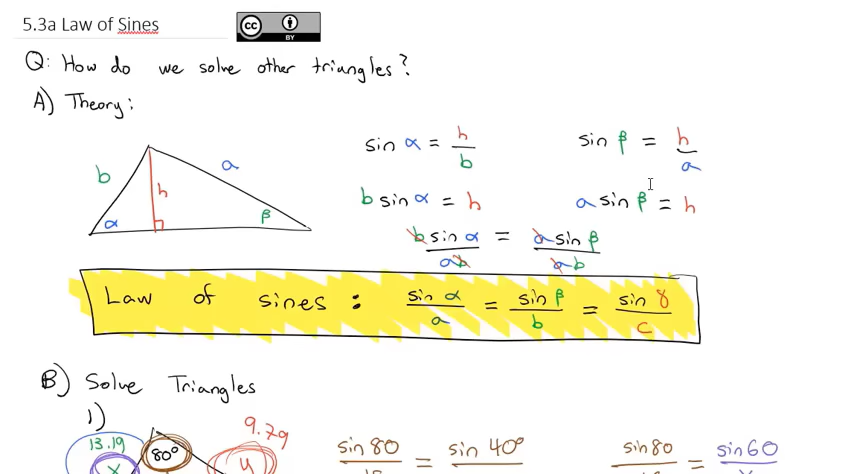 5.3a Law of Sines
cc BY
Q: How do we solve other triangles?
A) Theory:
b a h α β
sin α = h/b sin β = h/a
b sin α = h a sin β = h
b sin α/ab = a sin β/ab
Law of sines: sin α/a = sin β/b = sin γ/c
B) Solve Triangles
1)
9.79
13.19 80° sin 80 = sin 40° sin 80 = sin 60
x y